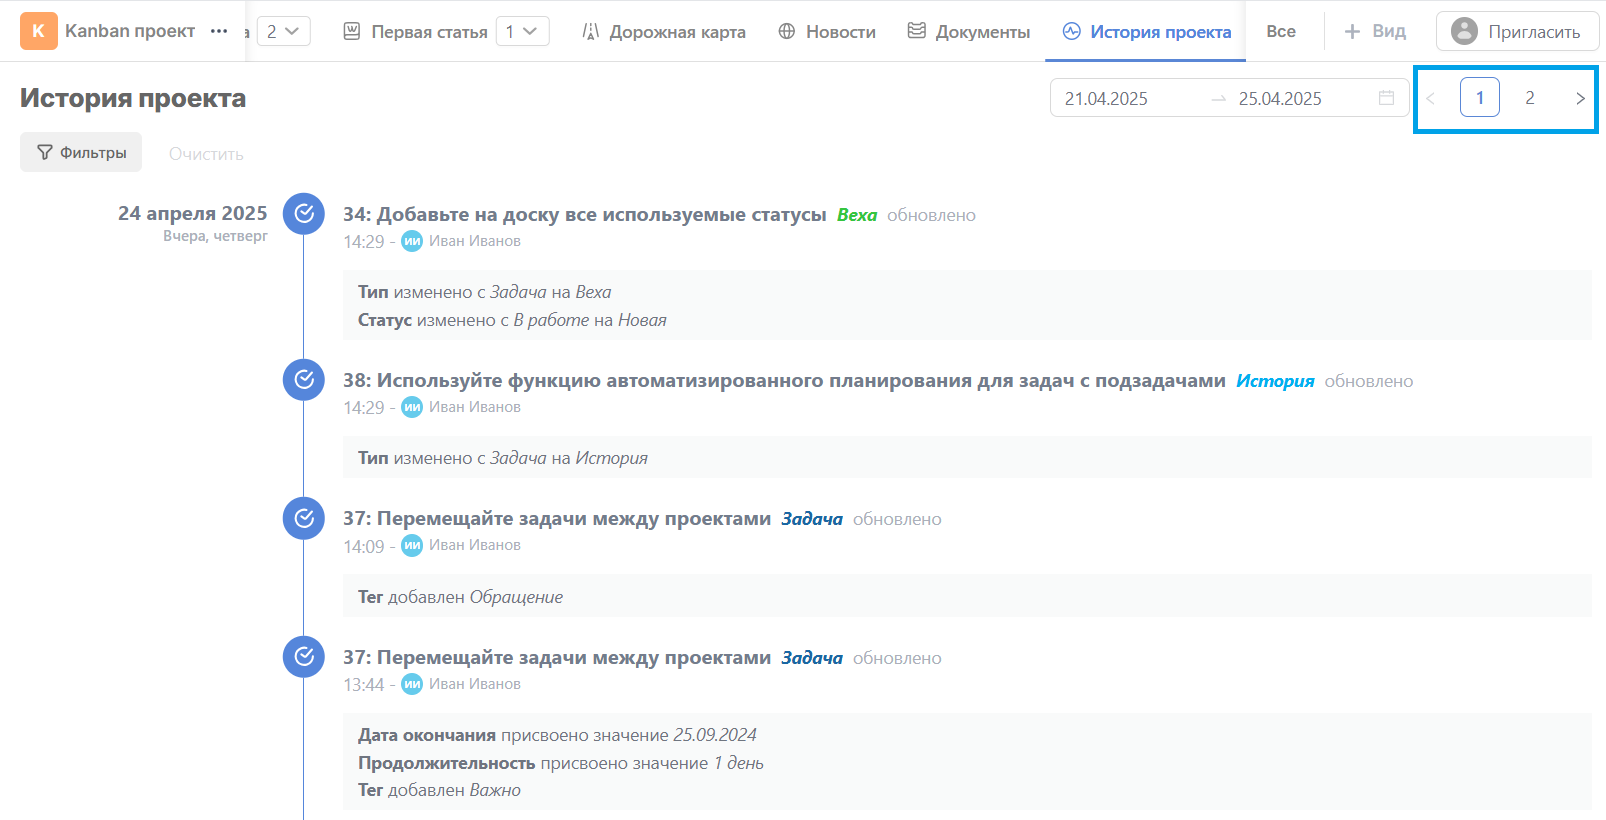 K Kanban проект ••• а 2 Первая статья 1 Дорожная карта Новости Документы История проекта Все + Вид Пригласить
История проекта 21.04.2025 → 25.04.2025 < 1 2 >
Фильтры Очистить
24 апреля 2025 34: Добавьте на доску все используемые статусы Веха обновлено
Вчера, четверг 14:29 - ИИ Иван Иванов
Тип изменено с Задача на Веха
Статус изменено с В работе на Новая
38: Используйте функцию автоматизированного планирования для задач с подзадачами История обновлено
14:29 - ИИ Иван Иванов
Тип изменено с Задача на История
37: Перемещайте задачи между проектами Задача обновлено
14:09 - ИИ Иван Иванов
Тег добавлен Обращение
37: Перемещайте задачи между проектами Задача обновлено
13:44 - ИИ Иван Иванов
Дата окончания присвоено значение 25.09.2024
Продолжительность присвоено значение 1 день
Тег добавлен Важно